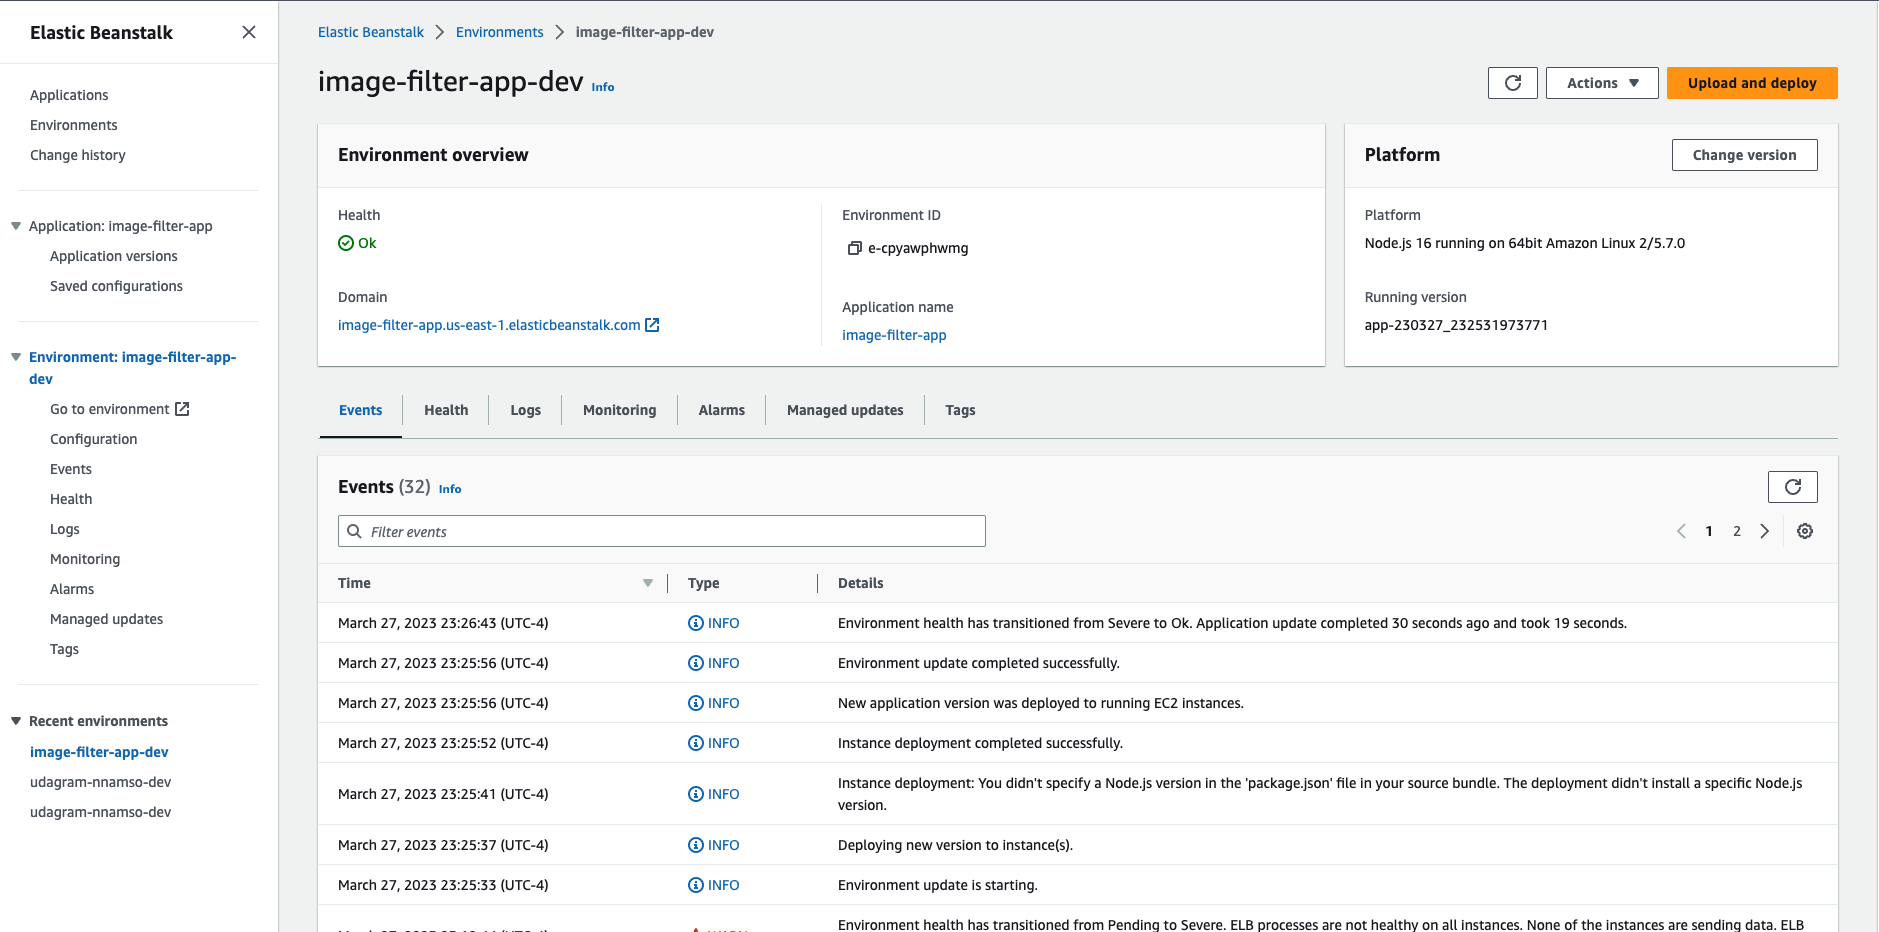 Elastic Beanstalk
Applications
Environments
Change history
Application: image-filter-app
Application versions
Saved configurations
Environment: image-filter-app-
dev
Go to environment
Configuration
Events
Health
Logs
Monitoring
Alarms
Managed updates
Tags
Recent environments
image-filter-app-dev
udagram-nnamso-dev
udagram-nnamso-dev
Elastic Beanstalk Environments image-filter-app-dev
image-filter-app-dev Info
Actions
Upload and deploy
Environment overview
Health
Ok
Domain
image-filter-app.us-east-1.elasticbeanstalk.com
Environment ID
e-cpyawphwmg
Application name
image-filter-app
Platform
Change version
Platform
Node.js 16 running on 64bit Amazon Linux 2/5.7.0
Running version
app-230327_232531973771
Events Health Logs Monitoring Alarms Managed updates Tags
Events (32) Info
Filter events
1 2
Time Type Details
March 27, 2023 23:26:43 (UTC-4) INFO Environment health has transitioned from Severe to Ok. Application update completed 30 seconds ago and took 19 seconds.
March 27, 2023 23:25:56 (UTC-4) INFO Environment update completed successfully.
March 27, 2023 23:25:56 (UTC-4) INFO New application version was deployed to running EC2 instances.
March 27, 2023 23:25:52 (UTC-4) INFO Instance deployment completed successfully.
March 27, 2023 23:25:41 (UTC-4) INFO Instance deployment: You didn't specify a Node.js version in the 'package.json' file in your source bundle. The deployment didn't install a specific Node.js
version.
March 27, 2023 23:25:37 (UTC-4) INFO Deploying new version to instance(s).
March 27, 2023 23:25:33 (UTC-4) INFO Environment update is starting.
Environment health has transitioned from Pending to Severe. ELB processes are not healthy on all instances. None of the instances are sending data. ELB